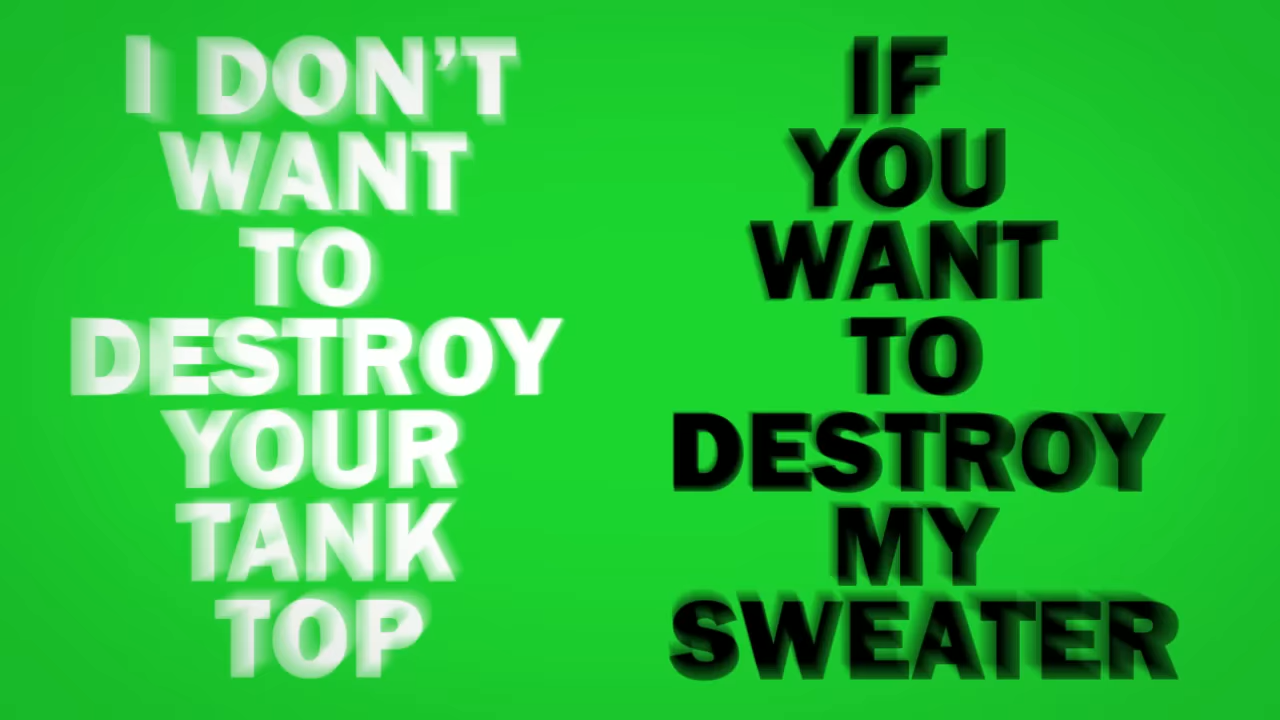 I DON'T
WANT
TO
DESTROY
YOUR
TANK
TOP
IF
YOU
WANT
TO
DESTROY
MY
SWEATER